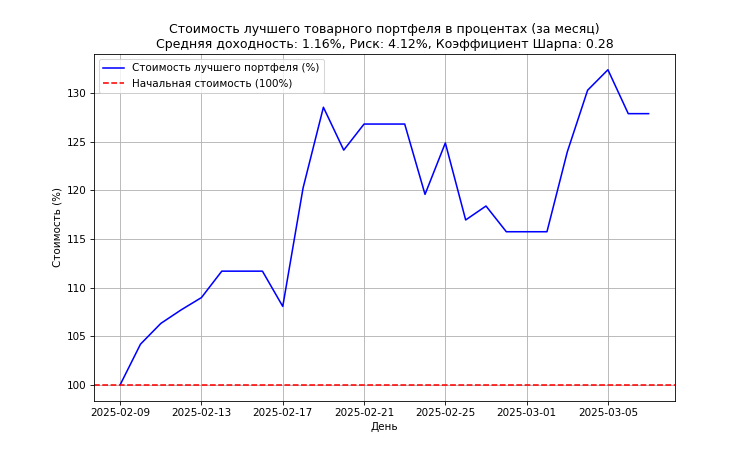 Стоимость лучшего товарного портфеля в процентах (за месяц)
Средняя доходность: 1.16%, Риск: 4.12%, Коэффициент Шарпа: 0.28
Стоимость лучшего портфеля (%)
Начальная стоимость (100%)
Стоимость (%)
130
125
120
115
110
105
100
2025-02-09 2025-02-13 2025-02-17 2025-02-21 2025-02-25 2025-03-01 2025-03-05
День